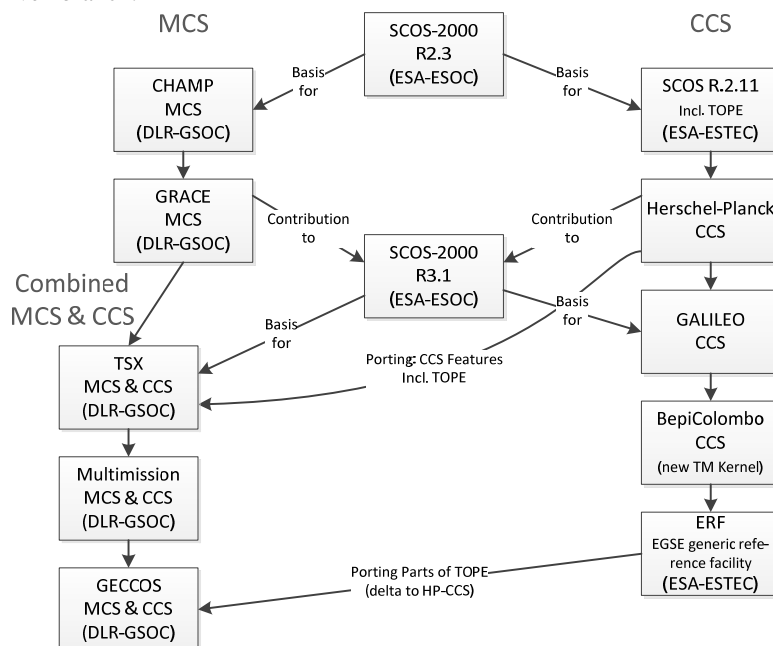 MCS
CCS
SCOS-2000
R2.3
(ESA-ESOC)
Basis
for
Basis
for
CHAMP
MCS
(DLR-GSOC)
SCOS R.2.11
Incl. TOPE
(ESA-ESTEC)
GRACE
MCS
(DLR-GSOC)
Contribution
to
Contribution
to
Herschel-Planck
CCS
SCOS-2000
R3.1
(ESA-ESOC)
Combined
MCS & CCS
Basis
for
Basis
for
GALILEO
CCS
TSX
MCS & CCS
(DLR-GSOC)
Porting: CCS Features
Incl. TOPE
BepiColombo
CCS
(new TM Kernel)
Multimission
MCS & CCS
(DLR-GSOC)
ERF
EGSE generic refe-
rence facility
(ESA-ESTEC)
Porting Parts of TOPE
(delta to HP-CCS)
GECCOS
MCS & CCS
(DLR-GSOC)